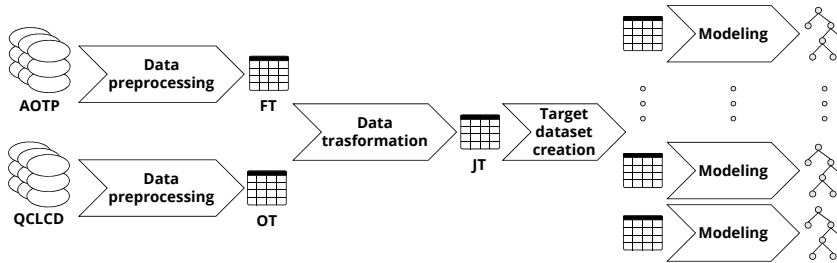 AOTP
Data
preprocessing
FT
QCLCD
Data
preprocessing
OT
Data
trasformation
JT
Target
dataset
creation
Modeling
Modeling
Modeling